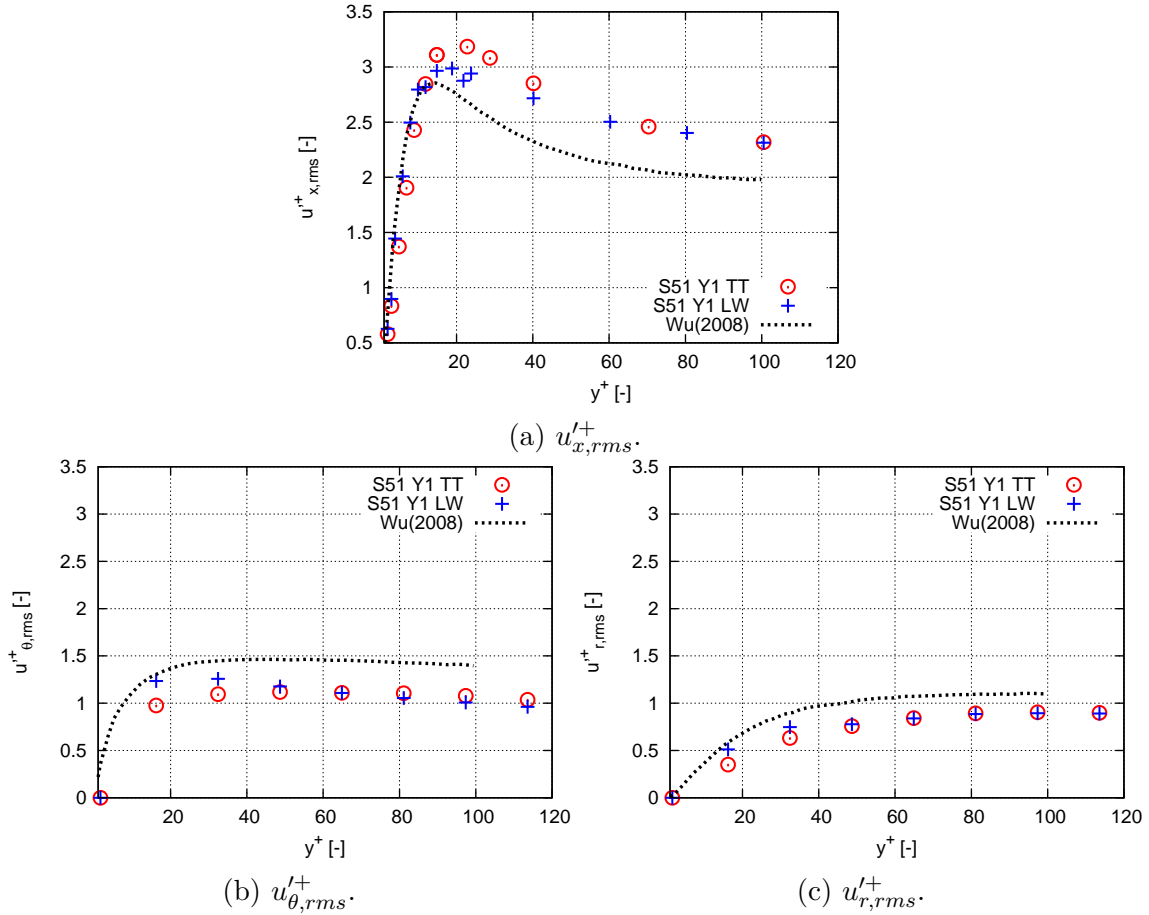 3.5
3
2.5
2
1.5
1
0.5
20 40 60 80 100 120
u'+x,rms [-]
y+ [-]
S51 Y1 TT
S51 Y1 LW
Wu(2008)
(a) u′+x,rms.
3.5
3
2.5
2
1.5
1
0.5
0
20 40 60 80 100 120
u'+θ,rms [-]
y+ [-]
S51 Y1 TT
S51 Y1 LW
Wu(2008)
(b) u′+θ,rms.
3.5
3
2.5
2
1.5
1
0.5
0
20 40 60 80 100 120
u'+r,rms [-]
y+ [-]
S51 Y1 TT
S51 Y1 LW
Wu(2008)
(c) u′+r,rms.